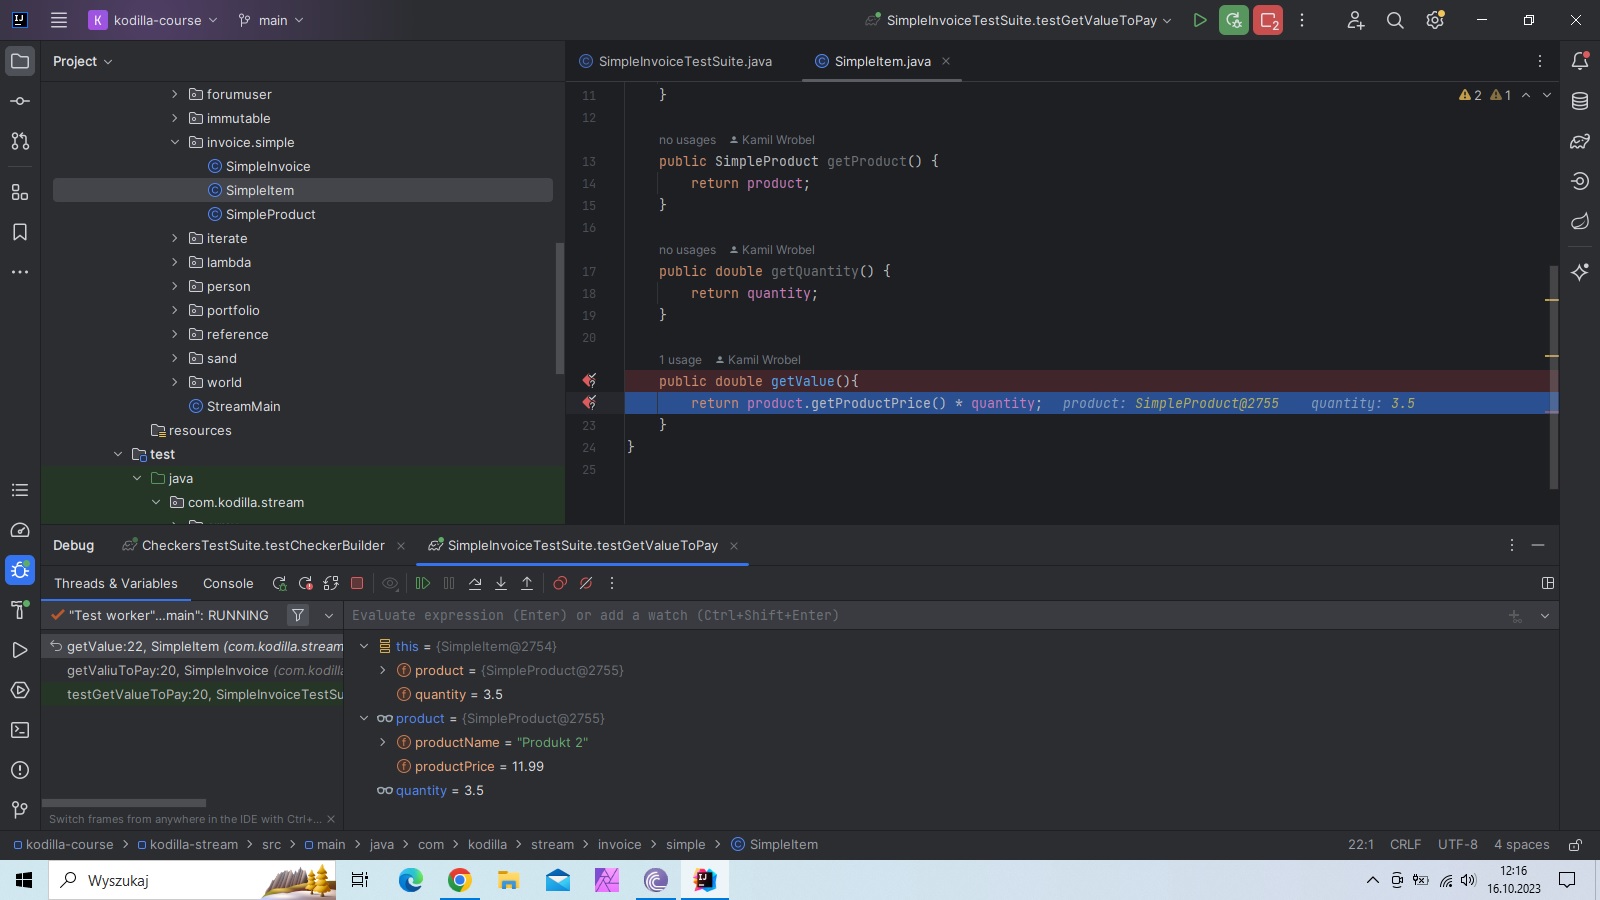 kodilla-course
main
SimpleInvoiceTestSuite.testGetValueToPay
2
Project
forumuser
immutable
invoice.simple
SimpleInvoice
SimpleItem
SimpleProduct
iterate
lambda
person
portfolio
reference
sand
world
StreamMain
resources
test
java
com.kodilla.stream
SimpleInvoiceTestSuite.java
SimpleItem.java
2 1
11 }
12
no usages Kamil Wrobel
13 public SimpleProduct getProduct() {
14 return product;
15 }
16
no usages Kamil Wrobel
17 public double getQuantity() {
18 return quantity;
19 }
20
1 usage Kamil Wrobel
public double getValue(){
return product.getProductPrice() * quantity; product: SimpleProduct@2755 quantity: 3.5
23 }
24 }
25
Debug
CheckersTestSuite.testCheckerBuilder
SimpleInvoiceTestSuite.testGetValueToPay
Threads & Variables
Console
"Test worker"...main": RUNNING
getValue:22, SimpleItem (com.kodilla.stream
getValiuToPay:20, SimpleInvoice (com.kodilla
testGetValueToPay:20, SimpleInvoiceTestSu
Switch frames from anywhere in the IDE with Ctrl+...
Evaluate expression (Enter) or add a watch (Ctrl+Shift+Enter)
this = {SimpleItem@2754}
product = {SimpleProduct@2755}
quantity = 3.5
product = {SimpleProduct@2755}
productName = "Produkt 2"
productPrice = 11.99
quantity = 3.5
kodilla-course > kodilla-stream > src > main > java > com > kodilla > stream > invoice > simple > SimpleItem
22:1 CRLF UTF-8 4 spaces
Wyszukaj
12:16
16.10.2023